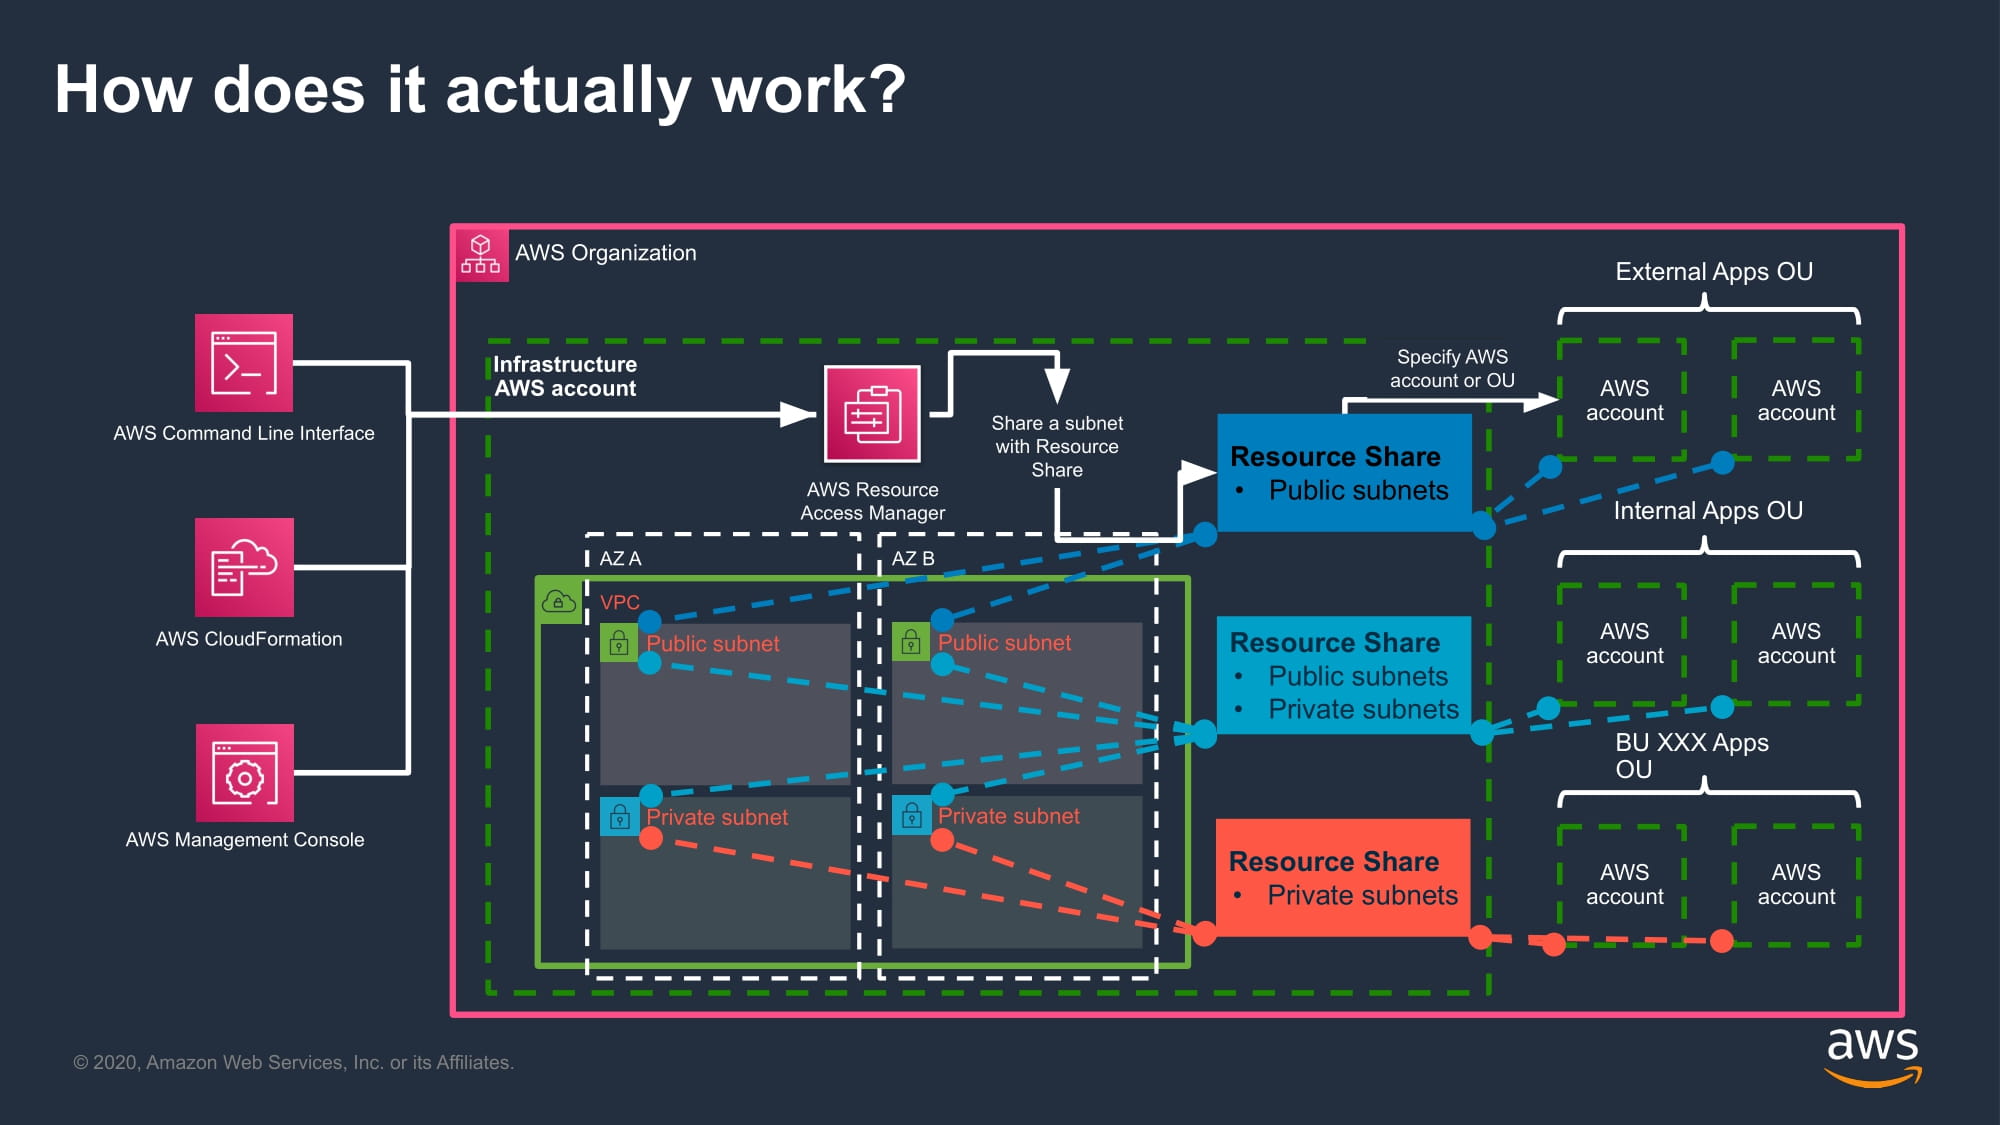 How does it actually work?
AWS Organization
External Apps OU
Infrastructure
AWS account
Specify AWS
account or OU
AWS
account
AWS
account
AWS Command Line Interface
Share a subnet
with Resource
Share
AWS Resource
Access Manager
Resource Share
• Public subnets
Internal Apps OU
AZ A
AZ B
VPC
Public subnet
Public subnet
AWS CloudFormation
Resource Share
• Public subnets
• Private subnets
AWS
account
AWS
account
BU XXX Apps
OU
Private subnet
Private subnet
AWS Management Console
Resource Share
• Private subnets
AWS
account
AWS
account
© 2020, Amazon Web Services, Inc. or its Affiliates.
aws